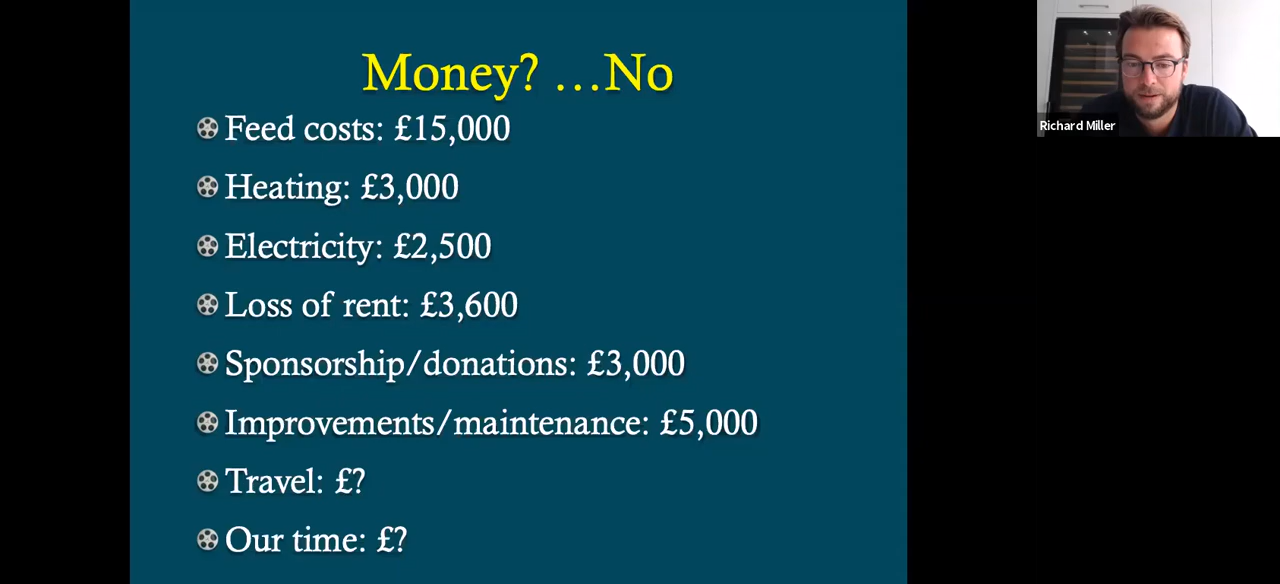 Money? …No
Feed costs: £15,000
Heating: £3,000
Electricity: £2,500
Loss of rent: £3,600
Sponsorship/donations: £3,000
Improvements/maintenance: £5,000
Travel: £?
Our time: £?
Richard Miller